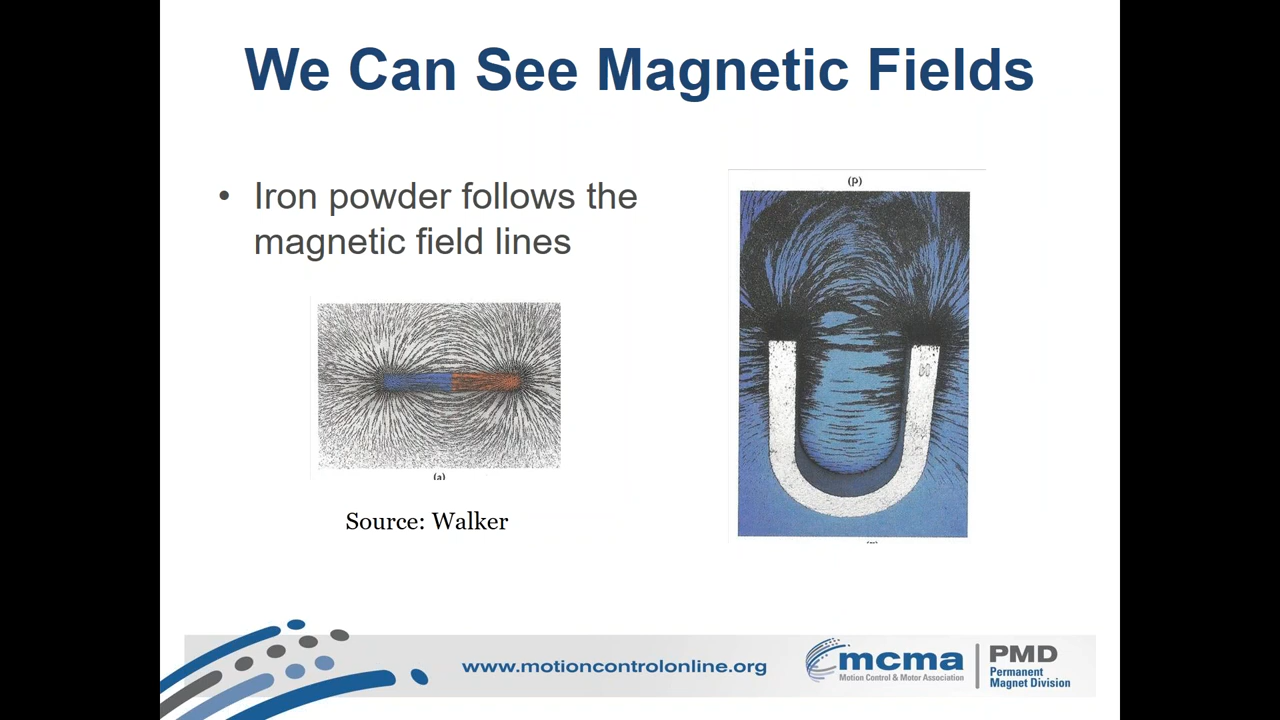 We Can See Magnetic Fields
• Iron powder follows the
magnetic field lines
(a)
Source: Walker
(p)
www.motioncontrolonline.org
mcma
Motion Control & Motor Association
PMD
Permanent
Magnet Division